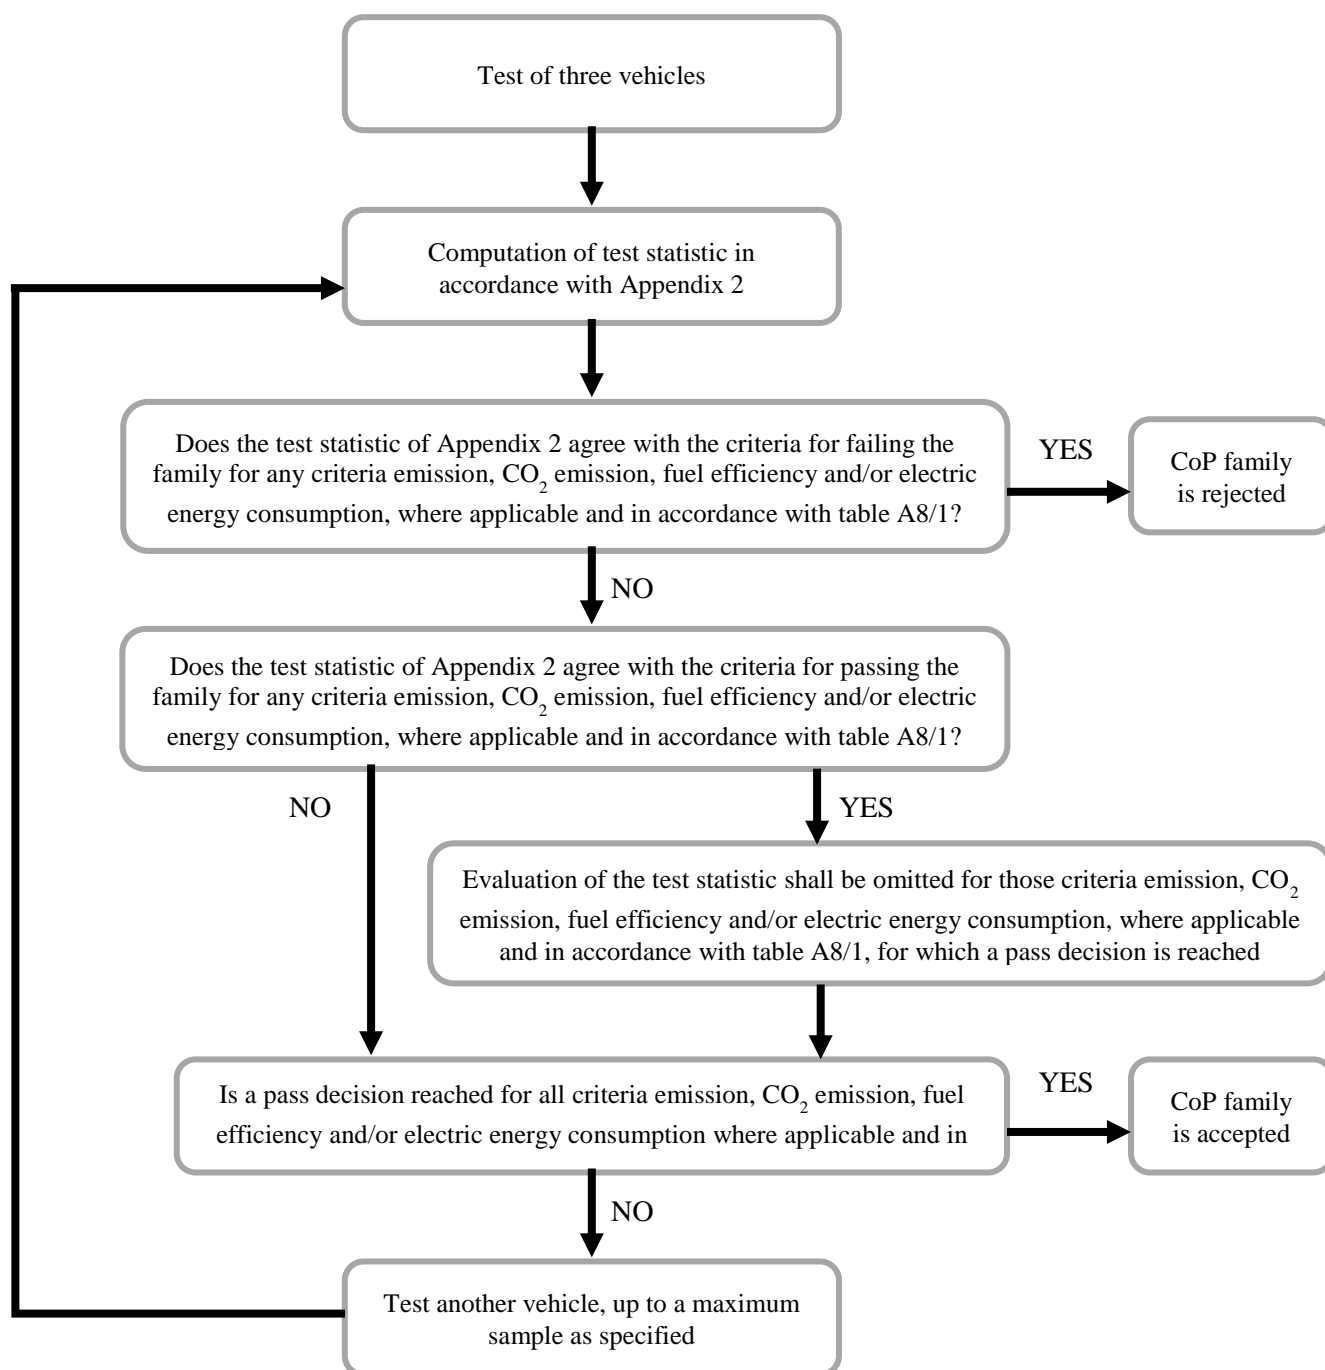 Test of three vehicles
Computation of test statistic in
accordance with Appendix 2
Does the test statistic of Appendix 2 agree with the criteria for failing the
family for any criteria emission, CO₂ emission, fuel efficiency and/or electric
energy consumption, where applicable and in accordance with table A8/1?
YES
CoP family
is rejected
NO
Does the test statistic of Appendix 2 agree with the criteria for passing the
family for any criteria emission, CO₂ emission, fuel efficiency and/or electric
energy consumption, where applicable and in accordance with table A8/1?
NO
YES
Evaluation of the test statistic shall be omitted for those criteria emission, CO₂
emission, fuel efficiency and/or electric energy consumption, where applicable
and in accordance with table A8/1, for which a pass decision is reached
Is a pass decision reached for all criteria emission, CO₂ emission, fuel
efficiency and/or electric energy consumption where applicable and in
YES
CoP family
is accepted
NO
Test another vehicle, up to a maximum
sample as specified